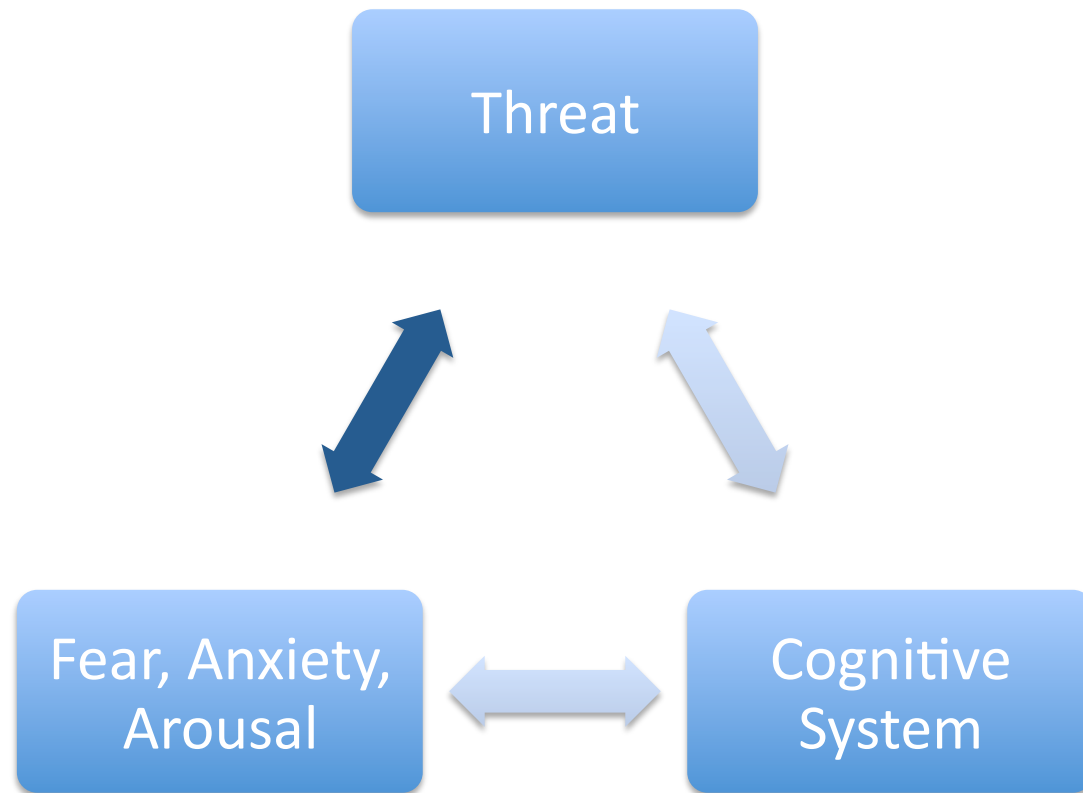 Threat
Fear, Anxiety,
Arousal
Cognitive
System